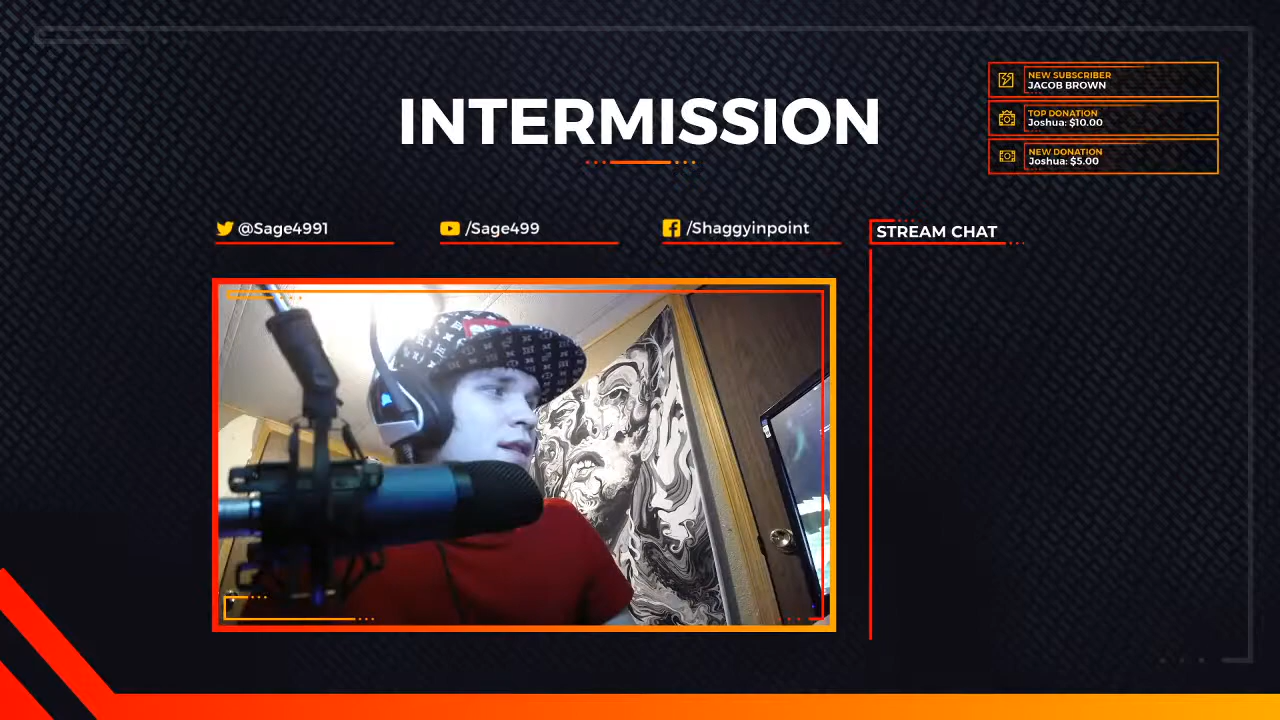 INTERMISSION
NEW SUBSCRIBER
JACOB BROWN
TOP DONATION
Joshua: $10.00
NEW DONATION
Joshua: $5.00
@Sage4991
/Sage499
/Shaggyinpoint
STREAM CHAT